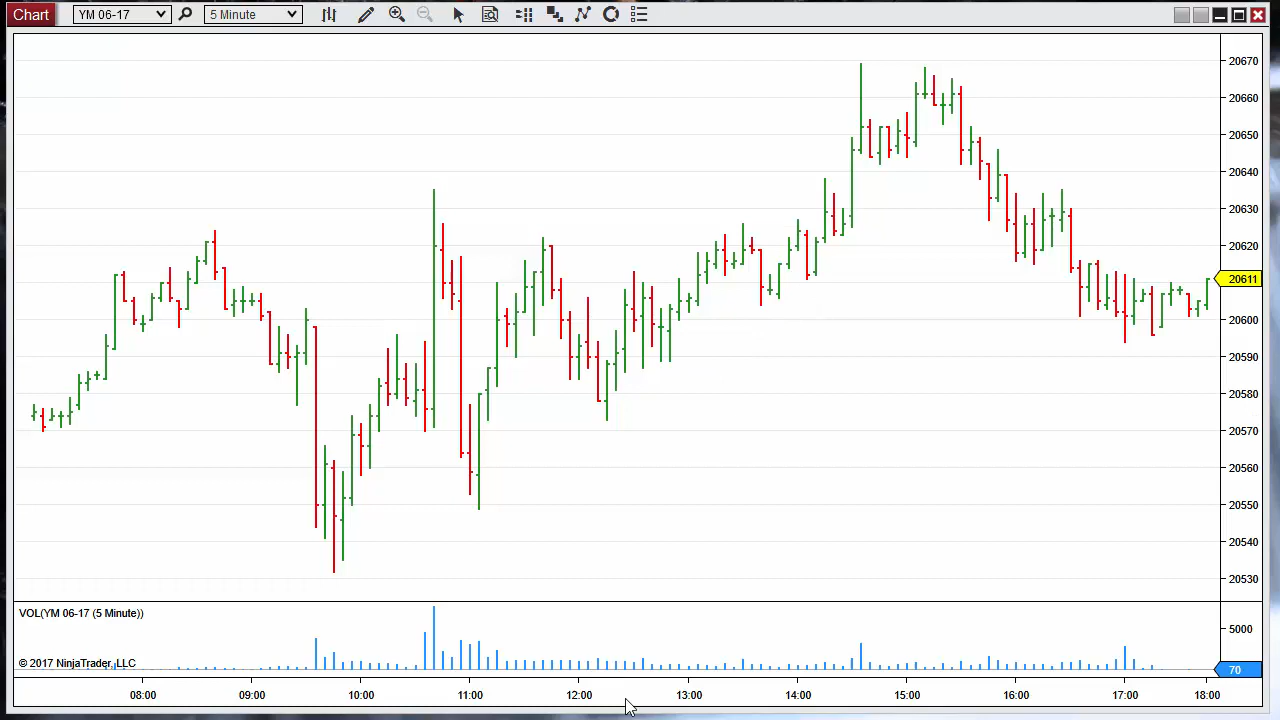 Chart
YM 06-17
5 Minute
20670
20660
20650
20640
20630
20620
20611
20600
20590
20580
20570
20560
20550
20540
20530
VOL(YM 06-17 (5 Minute))
5000
© 2017 NinjaTrader, LLC
70
08:00 09:00 10:00 11:00 12:00 13:00 14:00 15:00 16:00 17:00 18:00